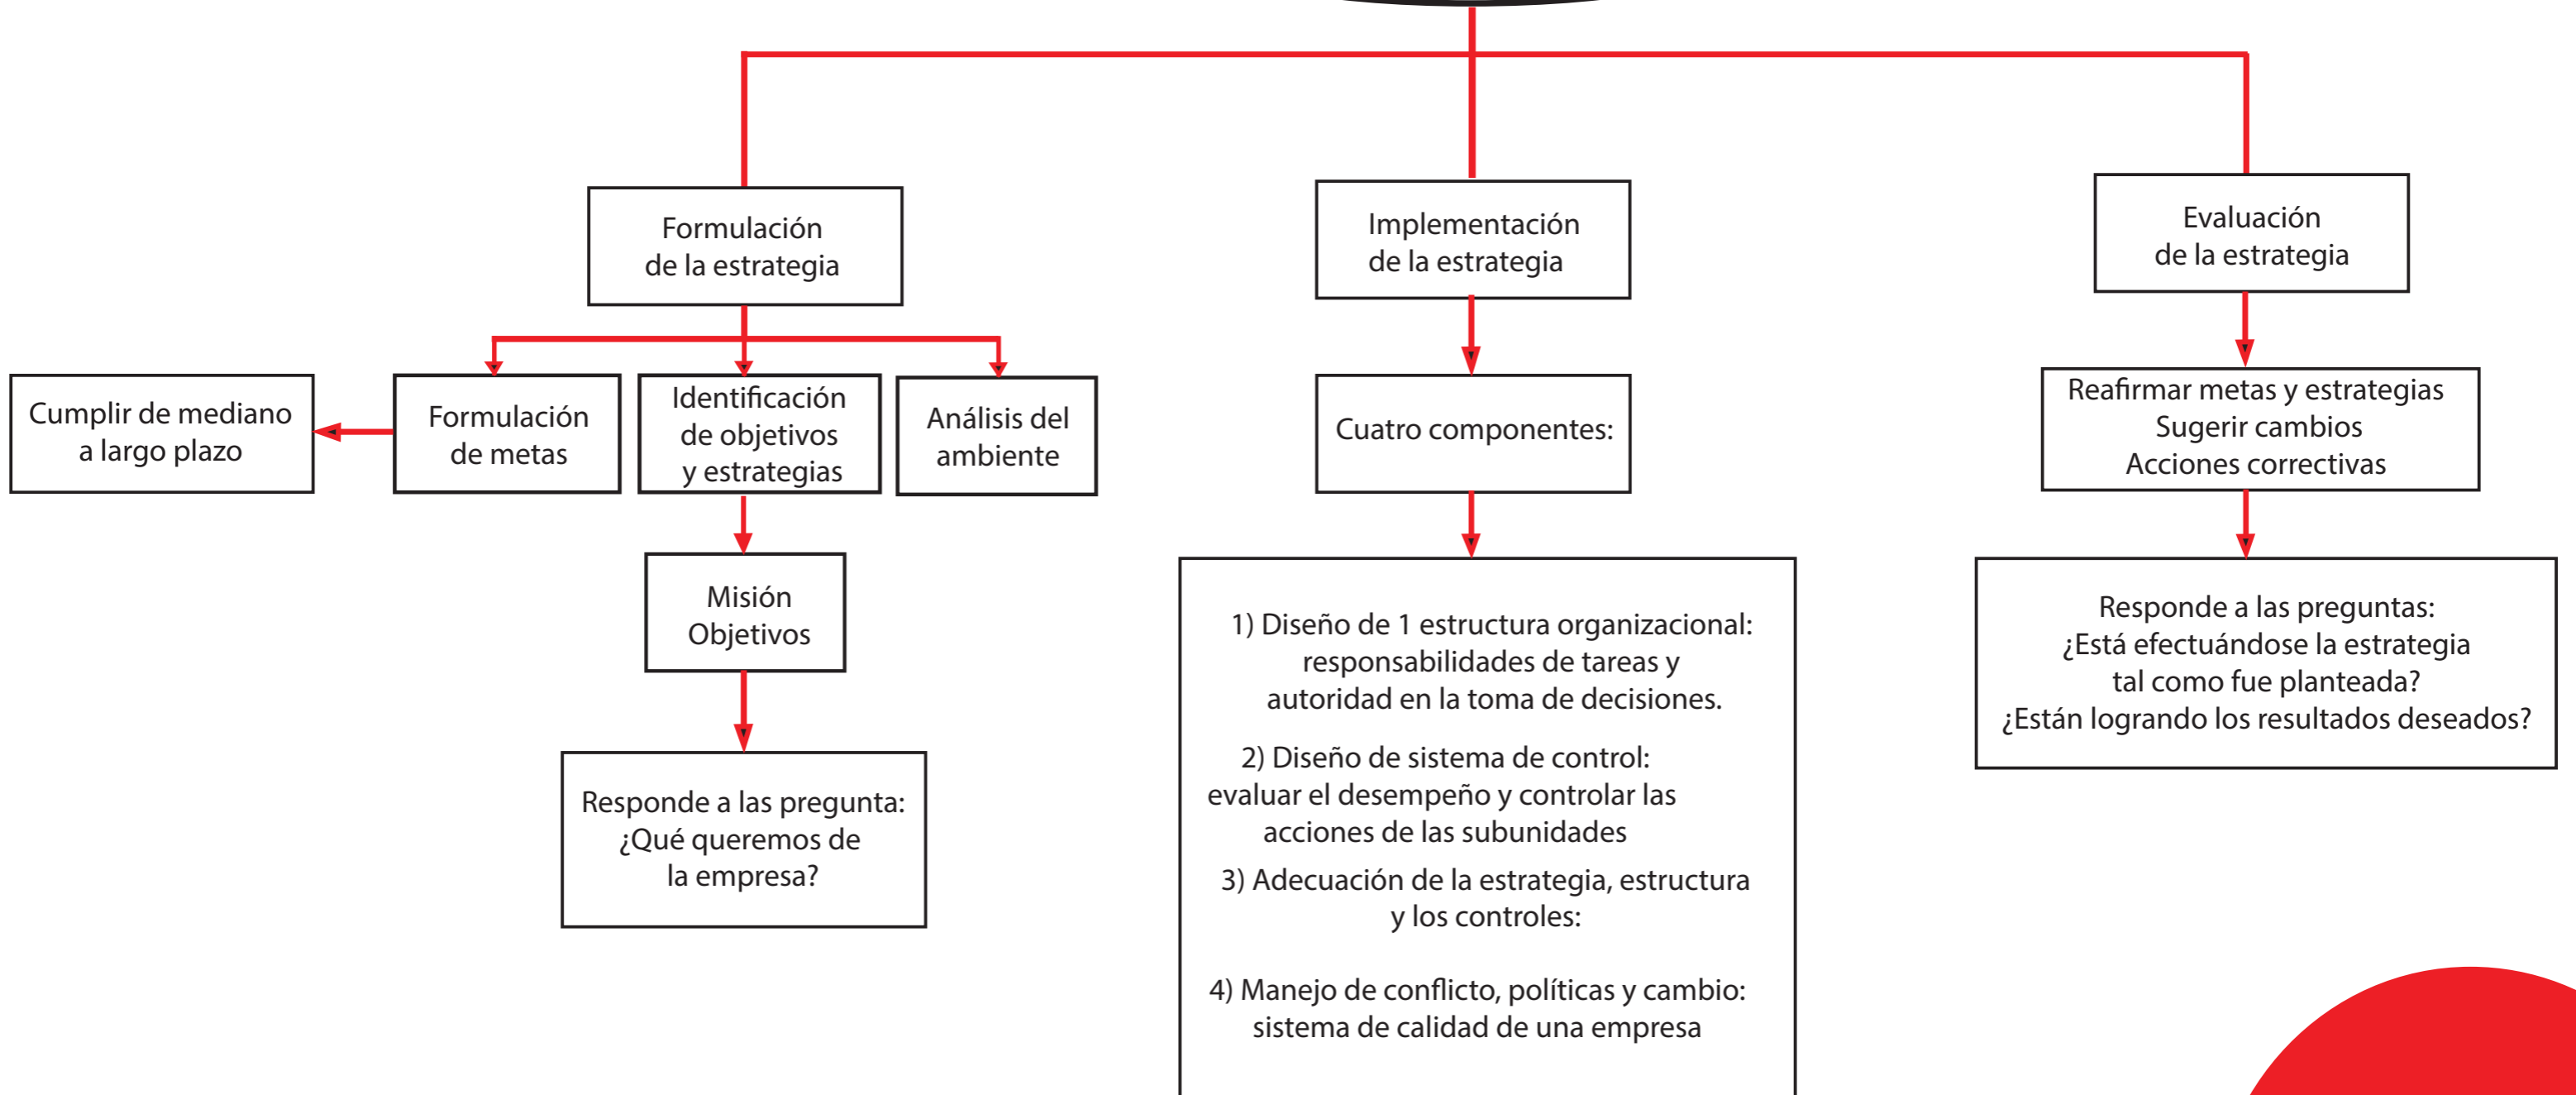 Formulación
de la estrategia
Implementación
de la estrategia
Evaluación
de la estrategia
Cumplir de mediano
a largo plazo
Formulación
de metas
Identificación
de objetivos
y estrategias
Análisis del
ambiente
Cuatro componentes:
Reafirmar metas y estrategias
Sugerir cambios
Acciones correctivas
Misión
Objetivos
Responde a las pregunta:
¿Qué queremos de
la empresa?
1) Diseño de 1 estructura organizacional:
responsabilidades de tareas y
autoridad en la toma de decisiones.
2) Diseño de sistema de control:
evaluar el desempeño y controlar las
acciones de las subunidades
3) Adecuación de la estrategia, estructura
y los controles:
4) Manejo de conflicto, políticas y cambio:
sistema de calidad de una empresa
Responde a las preguntas:
¿Está efectuándose la estrategia
tal como fue planteada?
¿Están logrando los resultados deseados?